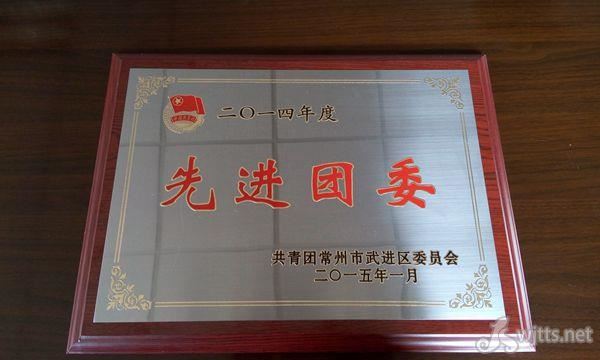 二〇一四年度
先进团委
共青团常州市武进区委员会
二〇一五年一月
wjtts.net